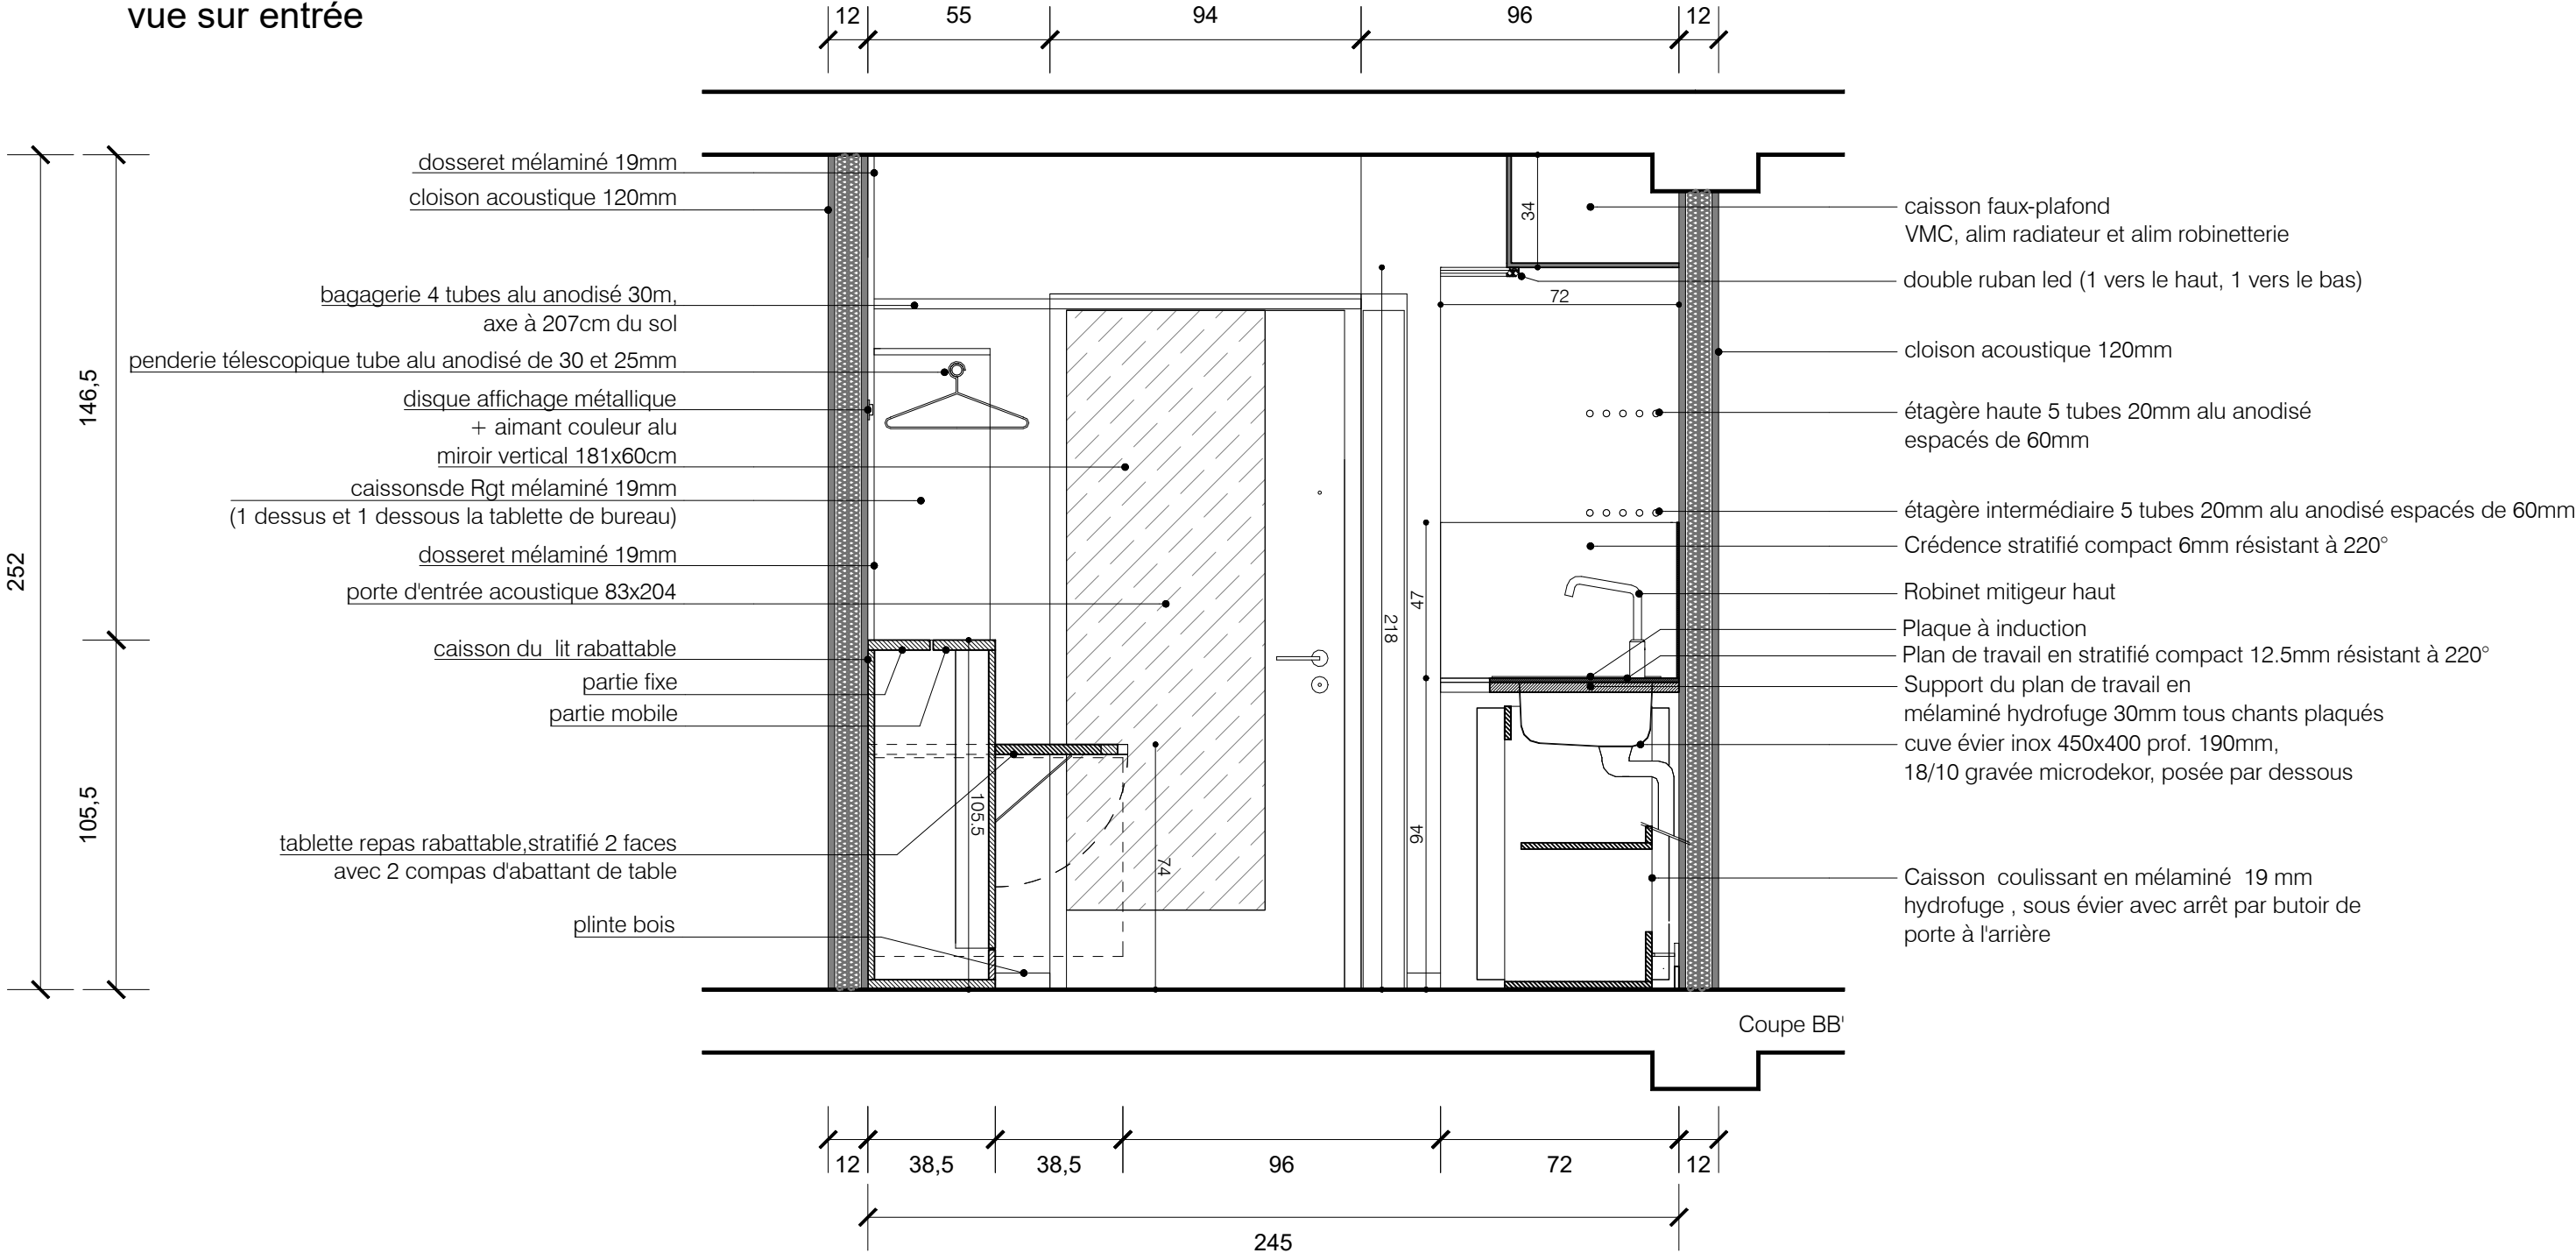 vue sur entrée
12
55
94
96
12
252
146,5
105,5
dosseret mélaminé 19mm
cloison acoustique 120mm
bagagerie 4 tubes alu anodisé 30m,
axe à 207cm du sol
penderie télescopique tube alu anodisé de 30 et 25mm
disque affichage métallique
+ aimant couleur alu
miroir vertical 181x60cm
caissonsde Rgt mélaminé 19mm
(1 dessus et 1 dessous la tablette de bureau)
dosseret mélaminé 19mm
porte d'entrée acoustique 83x204
caisson du lit rabattable
partie fixe
partie mobile
tablette repas rabattable,stratifié 2 faces
avec 2 compas d'abattant de table
plinte bois
34
72
218
47
94
105.5
74
caisson faux-plafond
VMC, alim radiateur et alim robinetterie
double ruban led (1 vers le haut, 1 vers le bas)
cloison acoustique 120mm
étagère haute 5 tubes 20mm alu anodisé
espacés de 60mm
étagère intermédiaire 5 tubes 20mm alu anodisé espacés de 60mm
Crédence stratifié compact 6mm résistant à 220°
Robinet mitigeur haut
Plaque à induction
Plan de travail en stratifié compact 12.5mm résistant à 220°
Support du plan de travail en
mélaminé hydrofuge 30mm tous chants plaqués
cuve évier inox 450x400 prof. 190mm,
18/10 gravée microdekor, posée par dessous
Caisson coulissant en mélaminé 19 mm
hydrofuge , sous évier avec arrêt par butoir de
porte à l'arrière
Coupe BB'
12
38,5
38,5
96
72
12
245